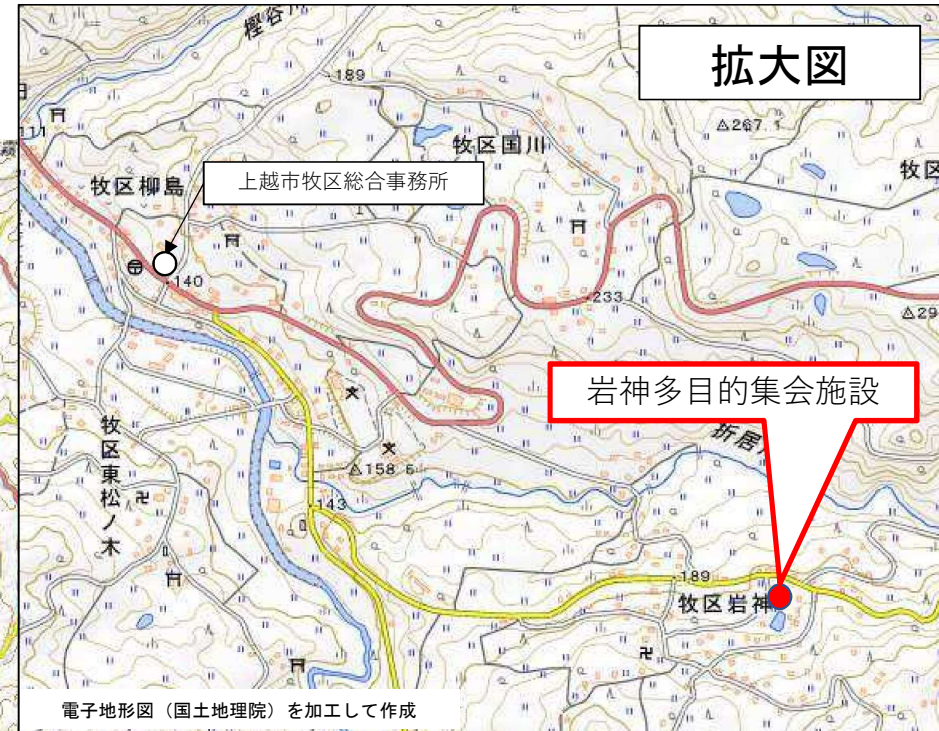 拡大図
樫谷
189
111
牧区国川
267.1
牧区
牧区柳島
上越市牧区総合事務所
140
233
29
岩神多目的集会施設
折居
牧区東松ノ木
158.6
143
189
牧区岩神
電子地形図（国土地理院）を加工して作成